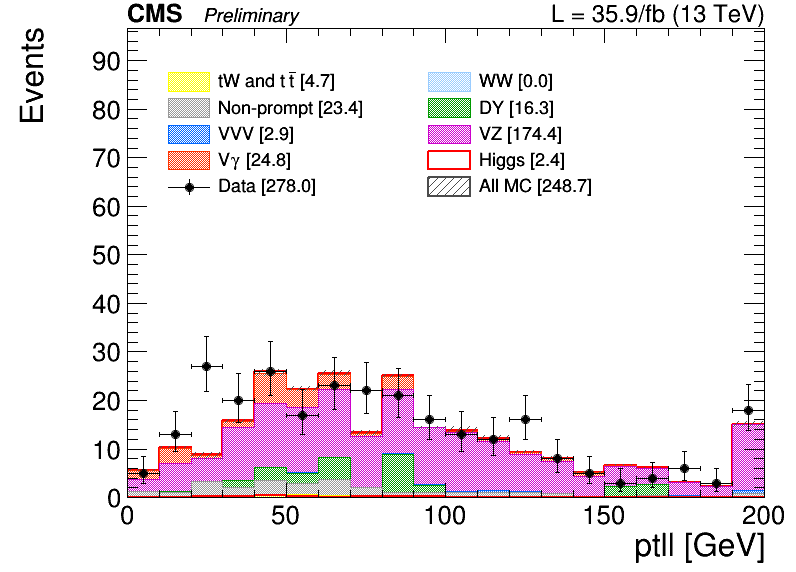 CMS Preliminary L = 35.9/fb (13 TeV)
Events
90
80
70
60
50
40
30
20
10
0
tW and t t̄ [4.7] WW [0.0]
Non-prompt [23.4] DY [16.3]
VVV [2.9] VZ [174.4]
Vγ [24.8] Higgs [2.4]
Data [278.0] All MC [248.7]
0 50 100 150 200
ptll [GeV]